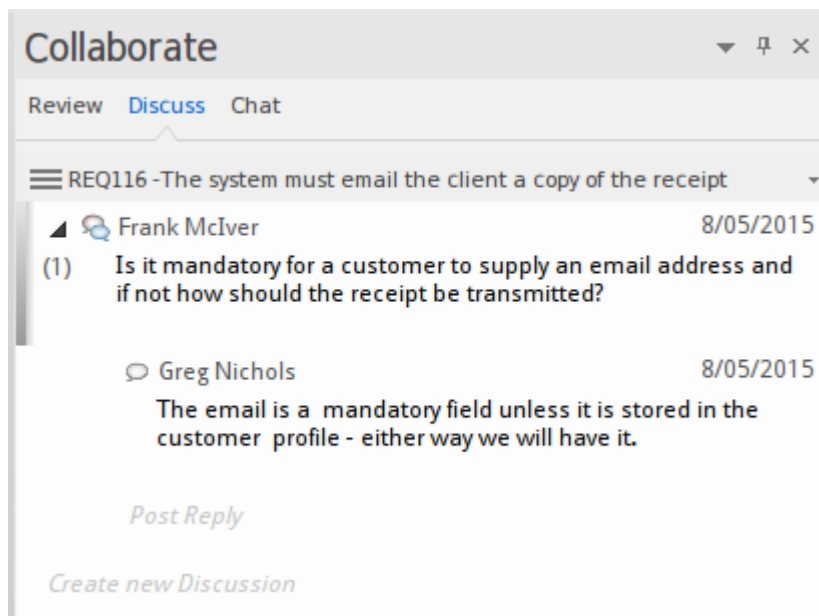 Collaborate
Review Discuss Chat
REQ116 -The system must email the client a copy of the receipt
Frank McIver 8/05/2015
(1) Is it mandatory for a customer to supply an email address and
if not how should the receipt be transmitted?
Greg Nichols 8/05/2015
The email is a mandatory field unless it is stored in the
customer profile - either way we will have it.
Post Reply
Create new Discussion